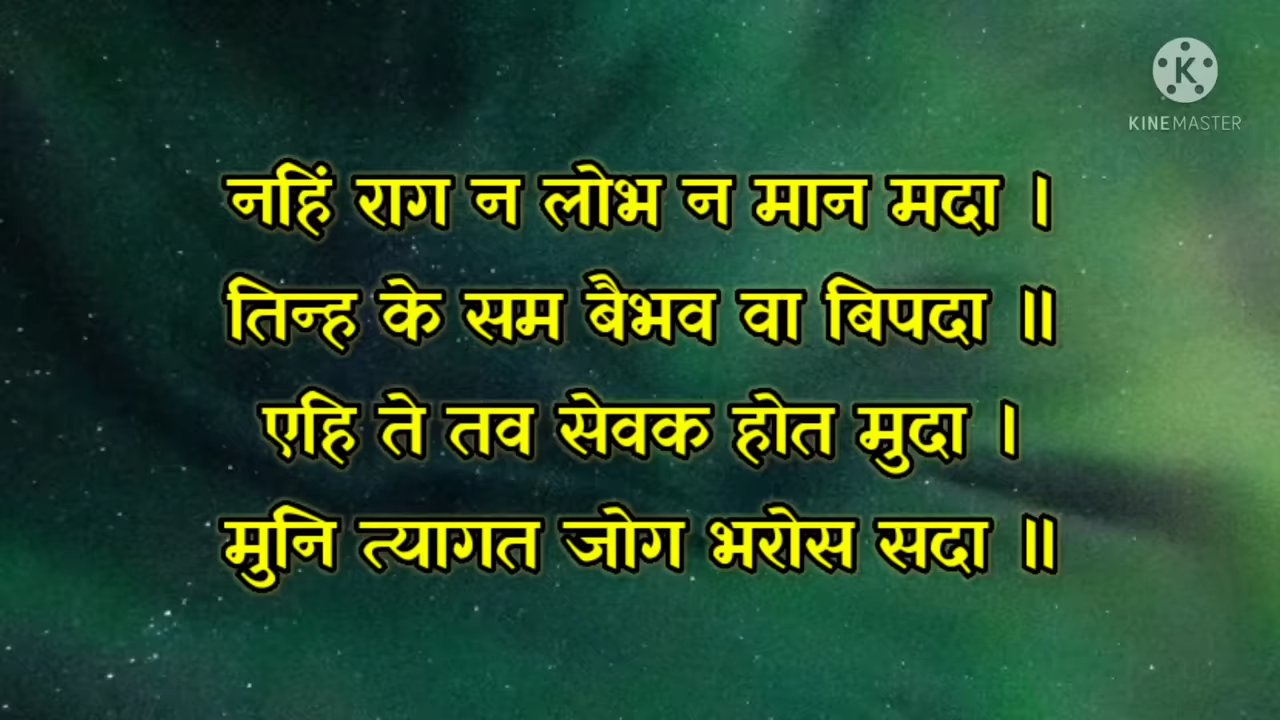 KINEMASTER
नहिं राग न लोभ न मान मदा ।
तिन्ह के सम बैभव वा बिपदा ॥
एहि ते तव सेवक होत मुदा ।
मुनि त्यागत जोग भरोस सदा ॥